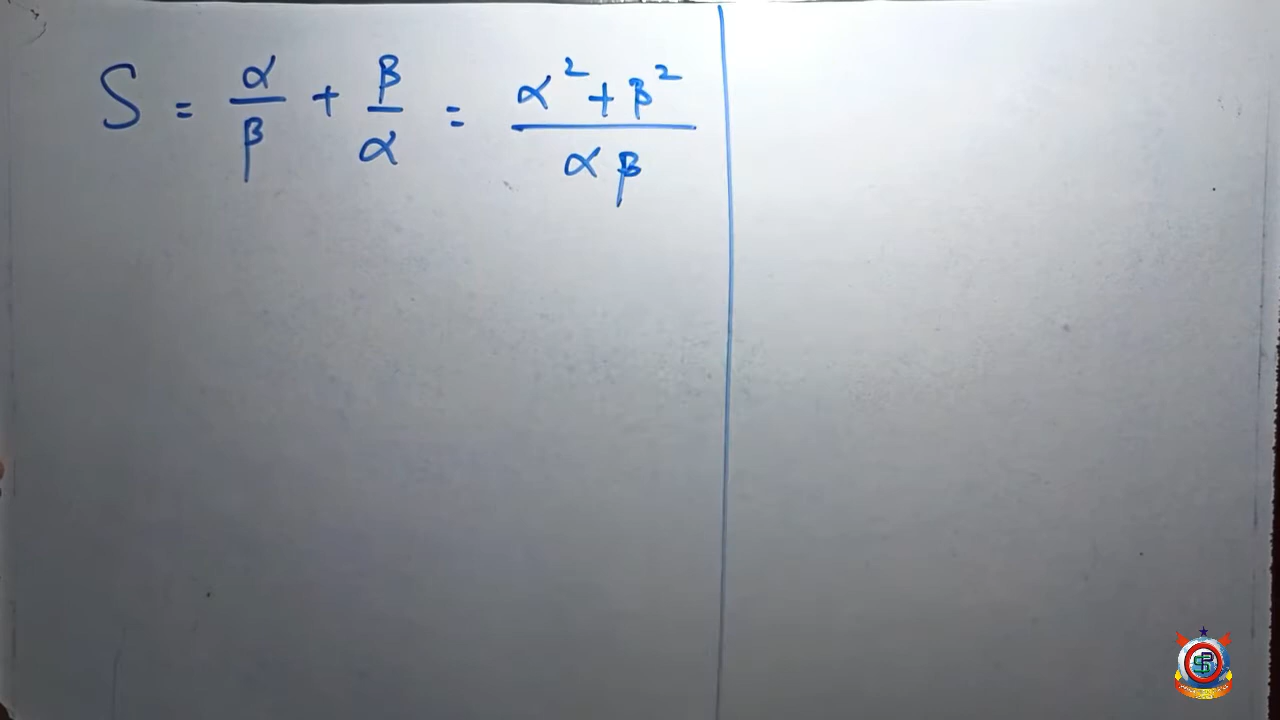 S = α/β + β/α = α² + β² / αβ